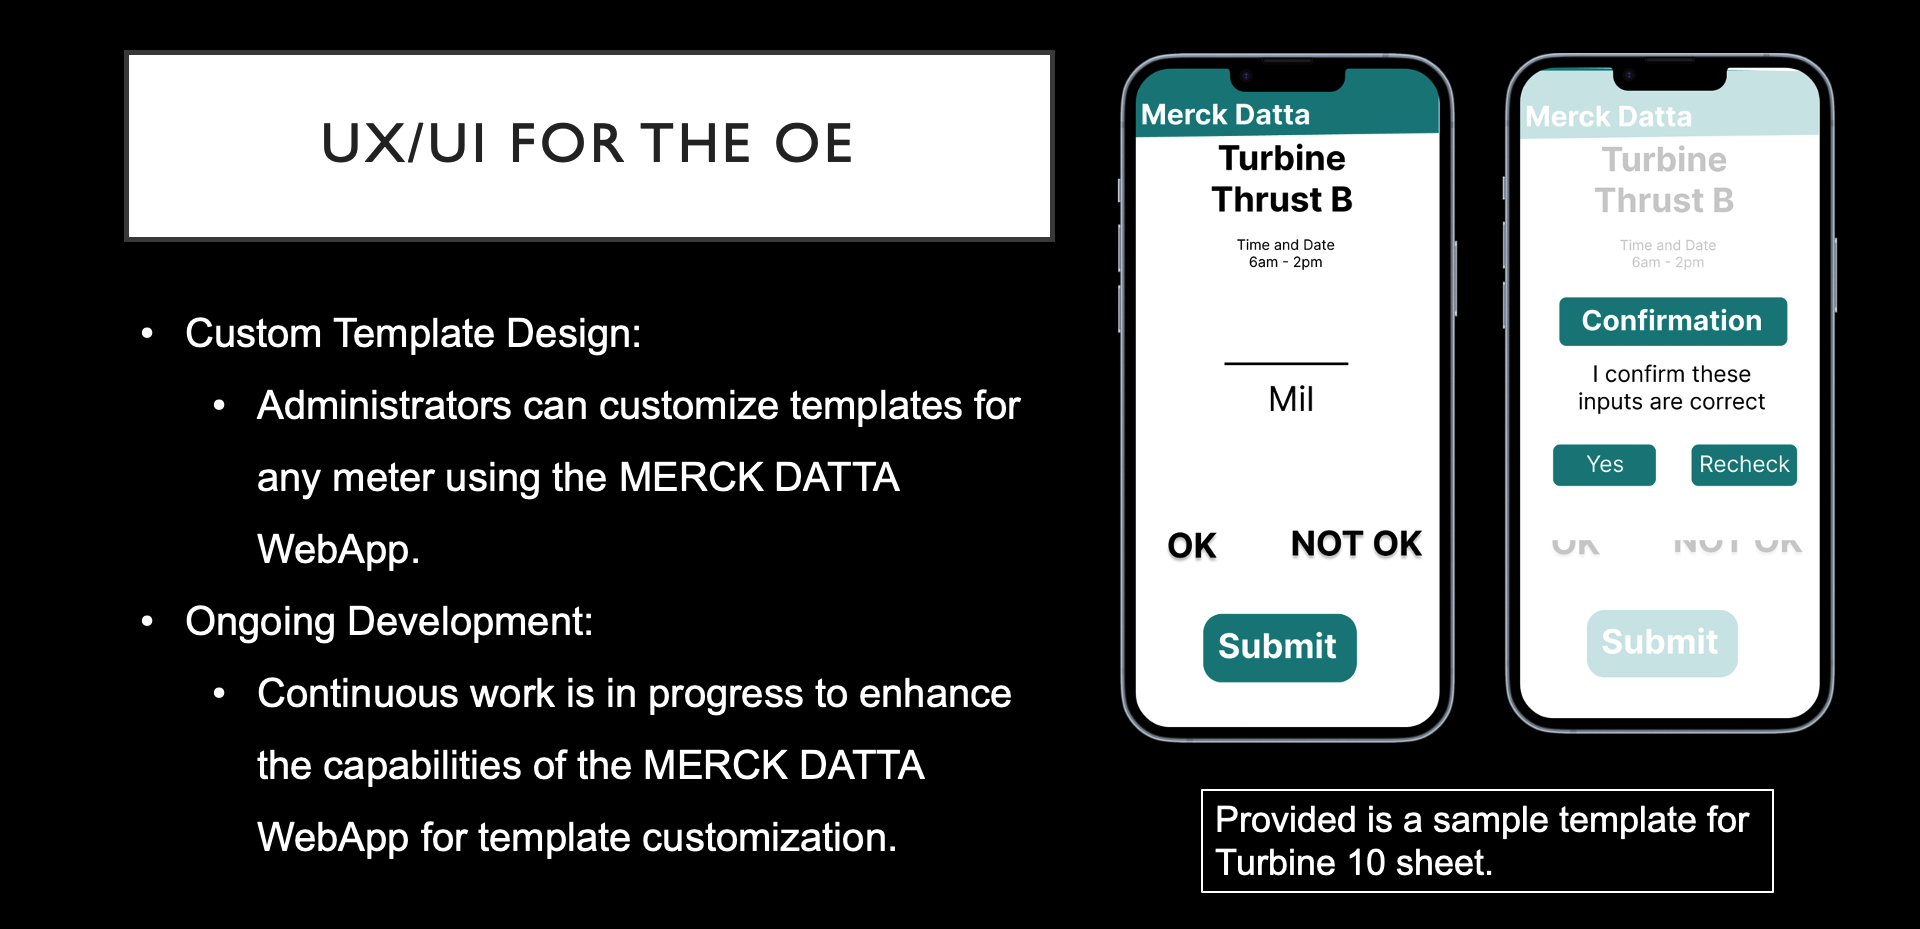 UX/UI FOR THE OE
• Custom Template Design:
• Administrators can customize templates for
any meter using the MERCK DATTA
WebApp.
• Ongoing Development:
• Continuous work is in progress to enhance
the capabilities of the MERCK DATTA
WebApp for template customization.
Merck Datta
Turbine
Thrust B
Time and Date
6am - 2pm
Mil
OK
NOT OK
Submit
Merck Datta
Turbine
Thrust B
Time and Date
6am - 2pm
Confirmation
I confirm these
inputs are correct
Yes
Recheck
OK
NOT OK
Submit
Provided is a sample template for
Turbine 10 sheet.